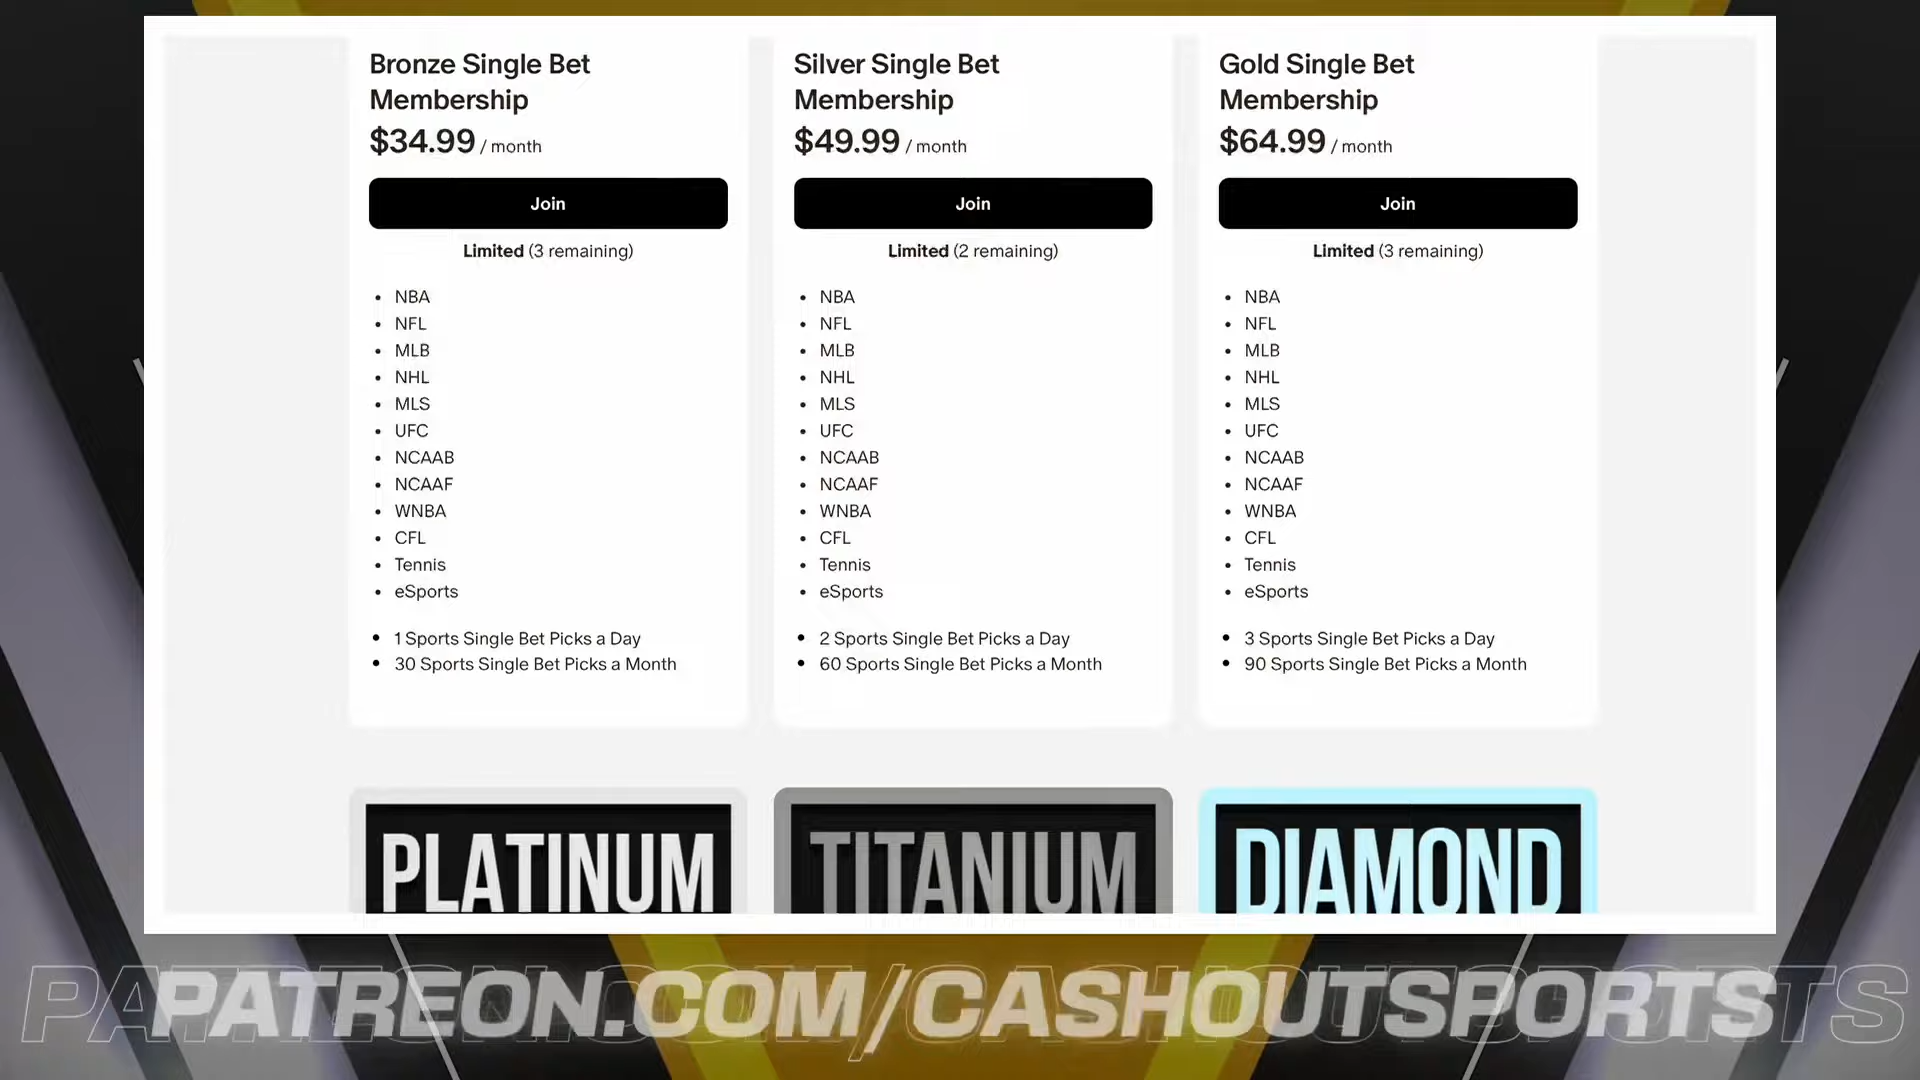 Bronze Single Bet
Membership
$34.99 / month
Join
Limited (3 remaining)
• NBA
• NFL
• MLB
• NHL
• MLS
• UFC
• NCAAB
• NCAAF
• WNBA
• CFL
• Tennis
• eSports
• 1 Sports Single Bet Picks a Day
• 30 Sports Single Bet Picks a Month
Silver Single Bet
Membership
$49.99 / month
Join
Limited (2 remaining)
• NBA
• NFL
• MLB
• NHL
• MLS
• UFC
• NCAAB
• NCAAF
• WNBA
• CFL
• Tennis
• eSports
• 2 Sports Single Bet Picks a Day
• 60 Sports Single Bet Picks a Month
Gold Single Bet
Membership
$64.99 / month
Join
Limited (3 remaining)
• NBA
• NFL
• MLB
• NHL
• MLS
• UFC
• NCAAB
• NCAAF
• WNBA
• CFL
• Tennis
• eSports
• 3 Sports Single Bet Picks a Day
• 90 Sports Single Bet Picks a Month
PLATINUM
TITANIUM
DIAMOND
PATREON.COM/CASHOUTSPORTS